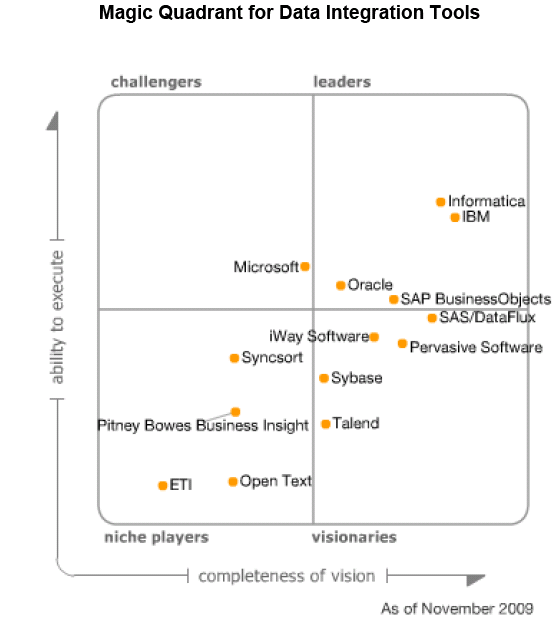 Magic Quadrant for Data Integration Tools
challengers
leaders
ability to execute
Informatica
IBM
Microsoft
Oracle
SAP BusinessObjects
SAS/DataFlux
iWay Software
Pervasive Software
Syncsort
Sybase
Pitney Bowes Business Insight
Talend
ETI
Open Text
niche players
visionaries
completeness of vision
As of November 2009